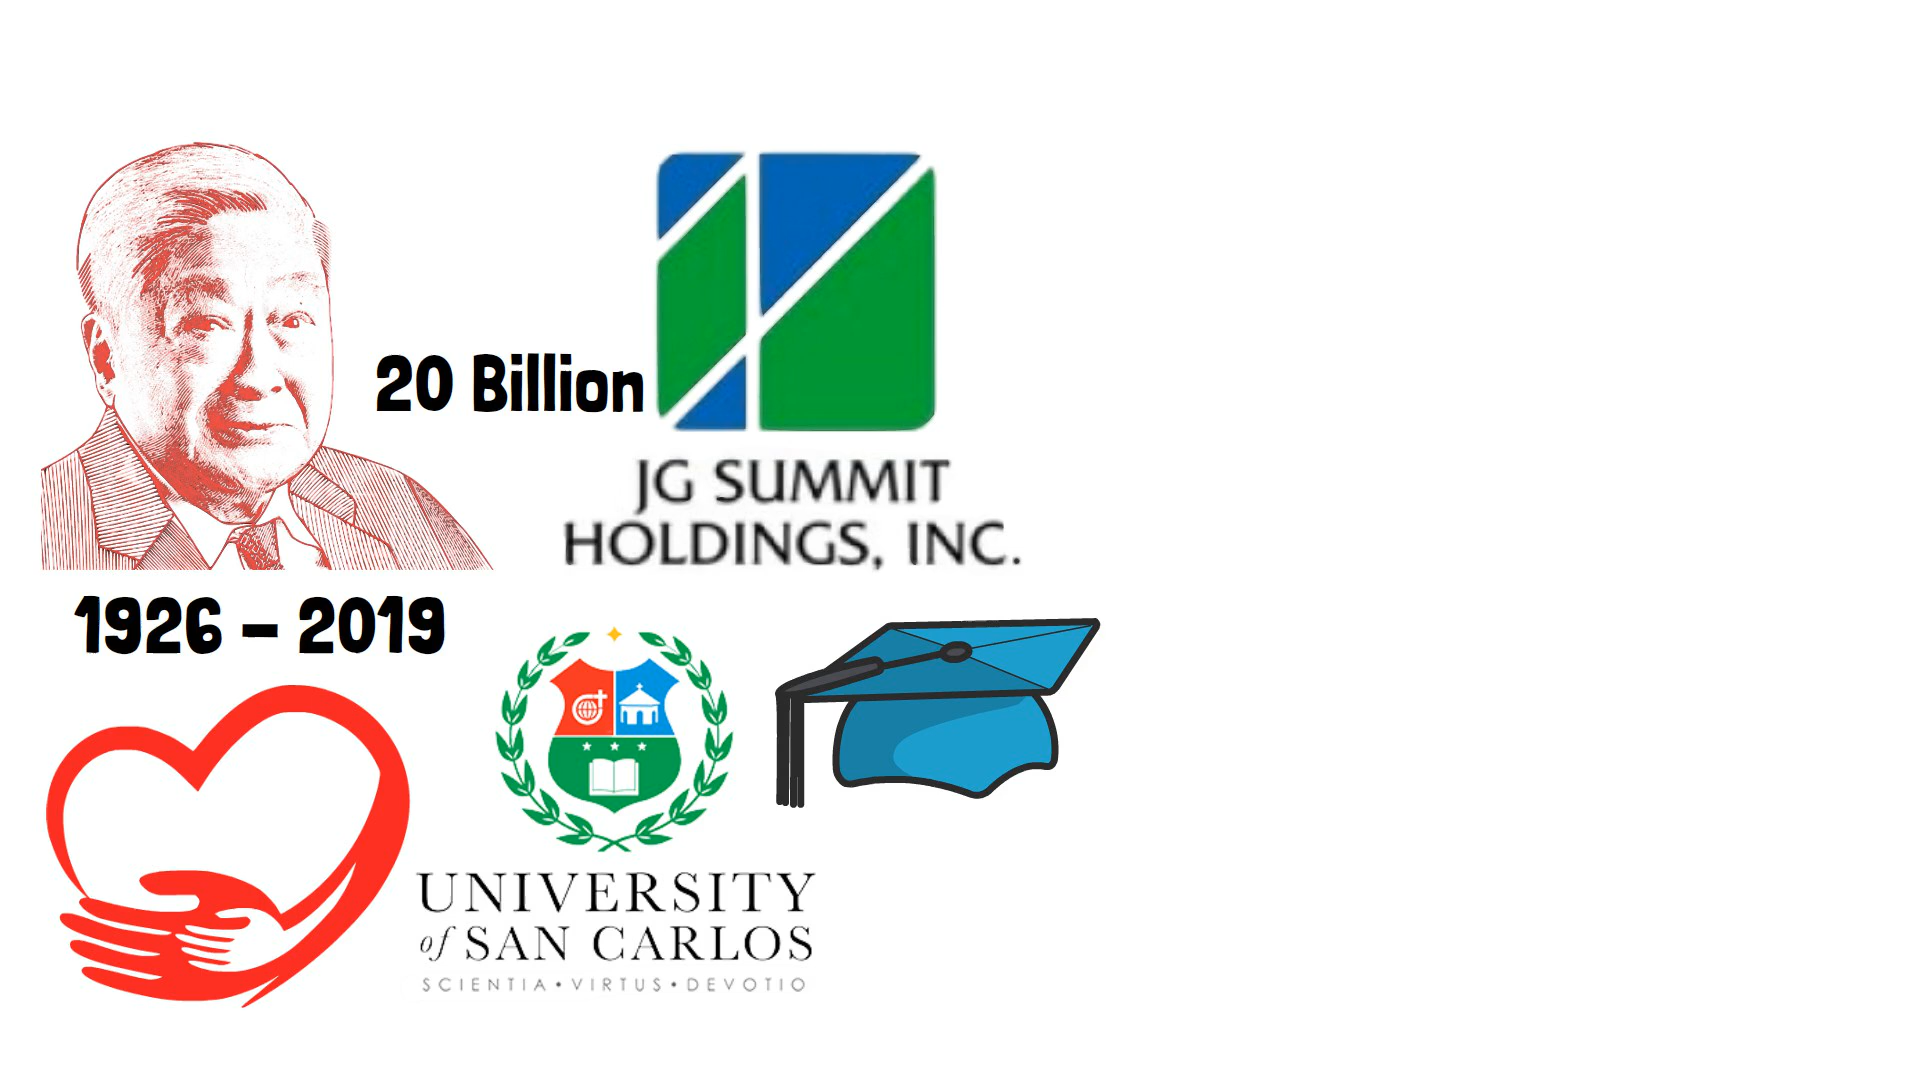 20 Billion
JG SUMMIT
HOLDINGS, INC.
1926 – 2019
UNIVERSITY
of SAN CARLOS
SCIENTIA • VIRTUS • DEVOTIO